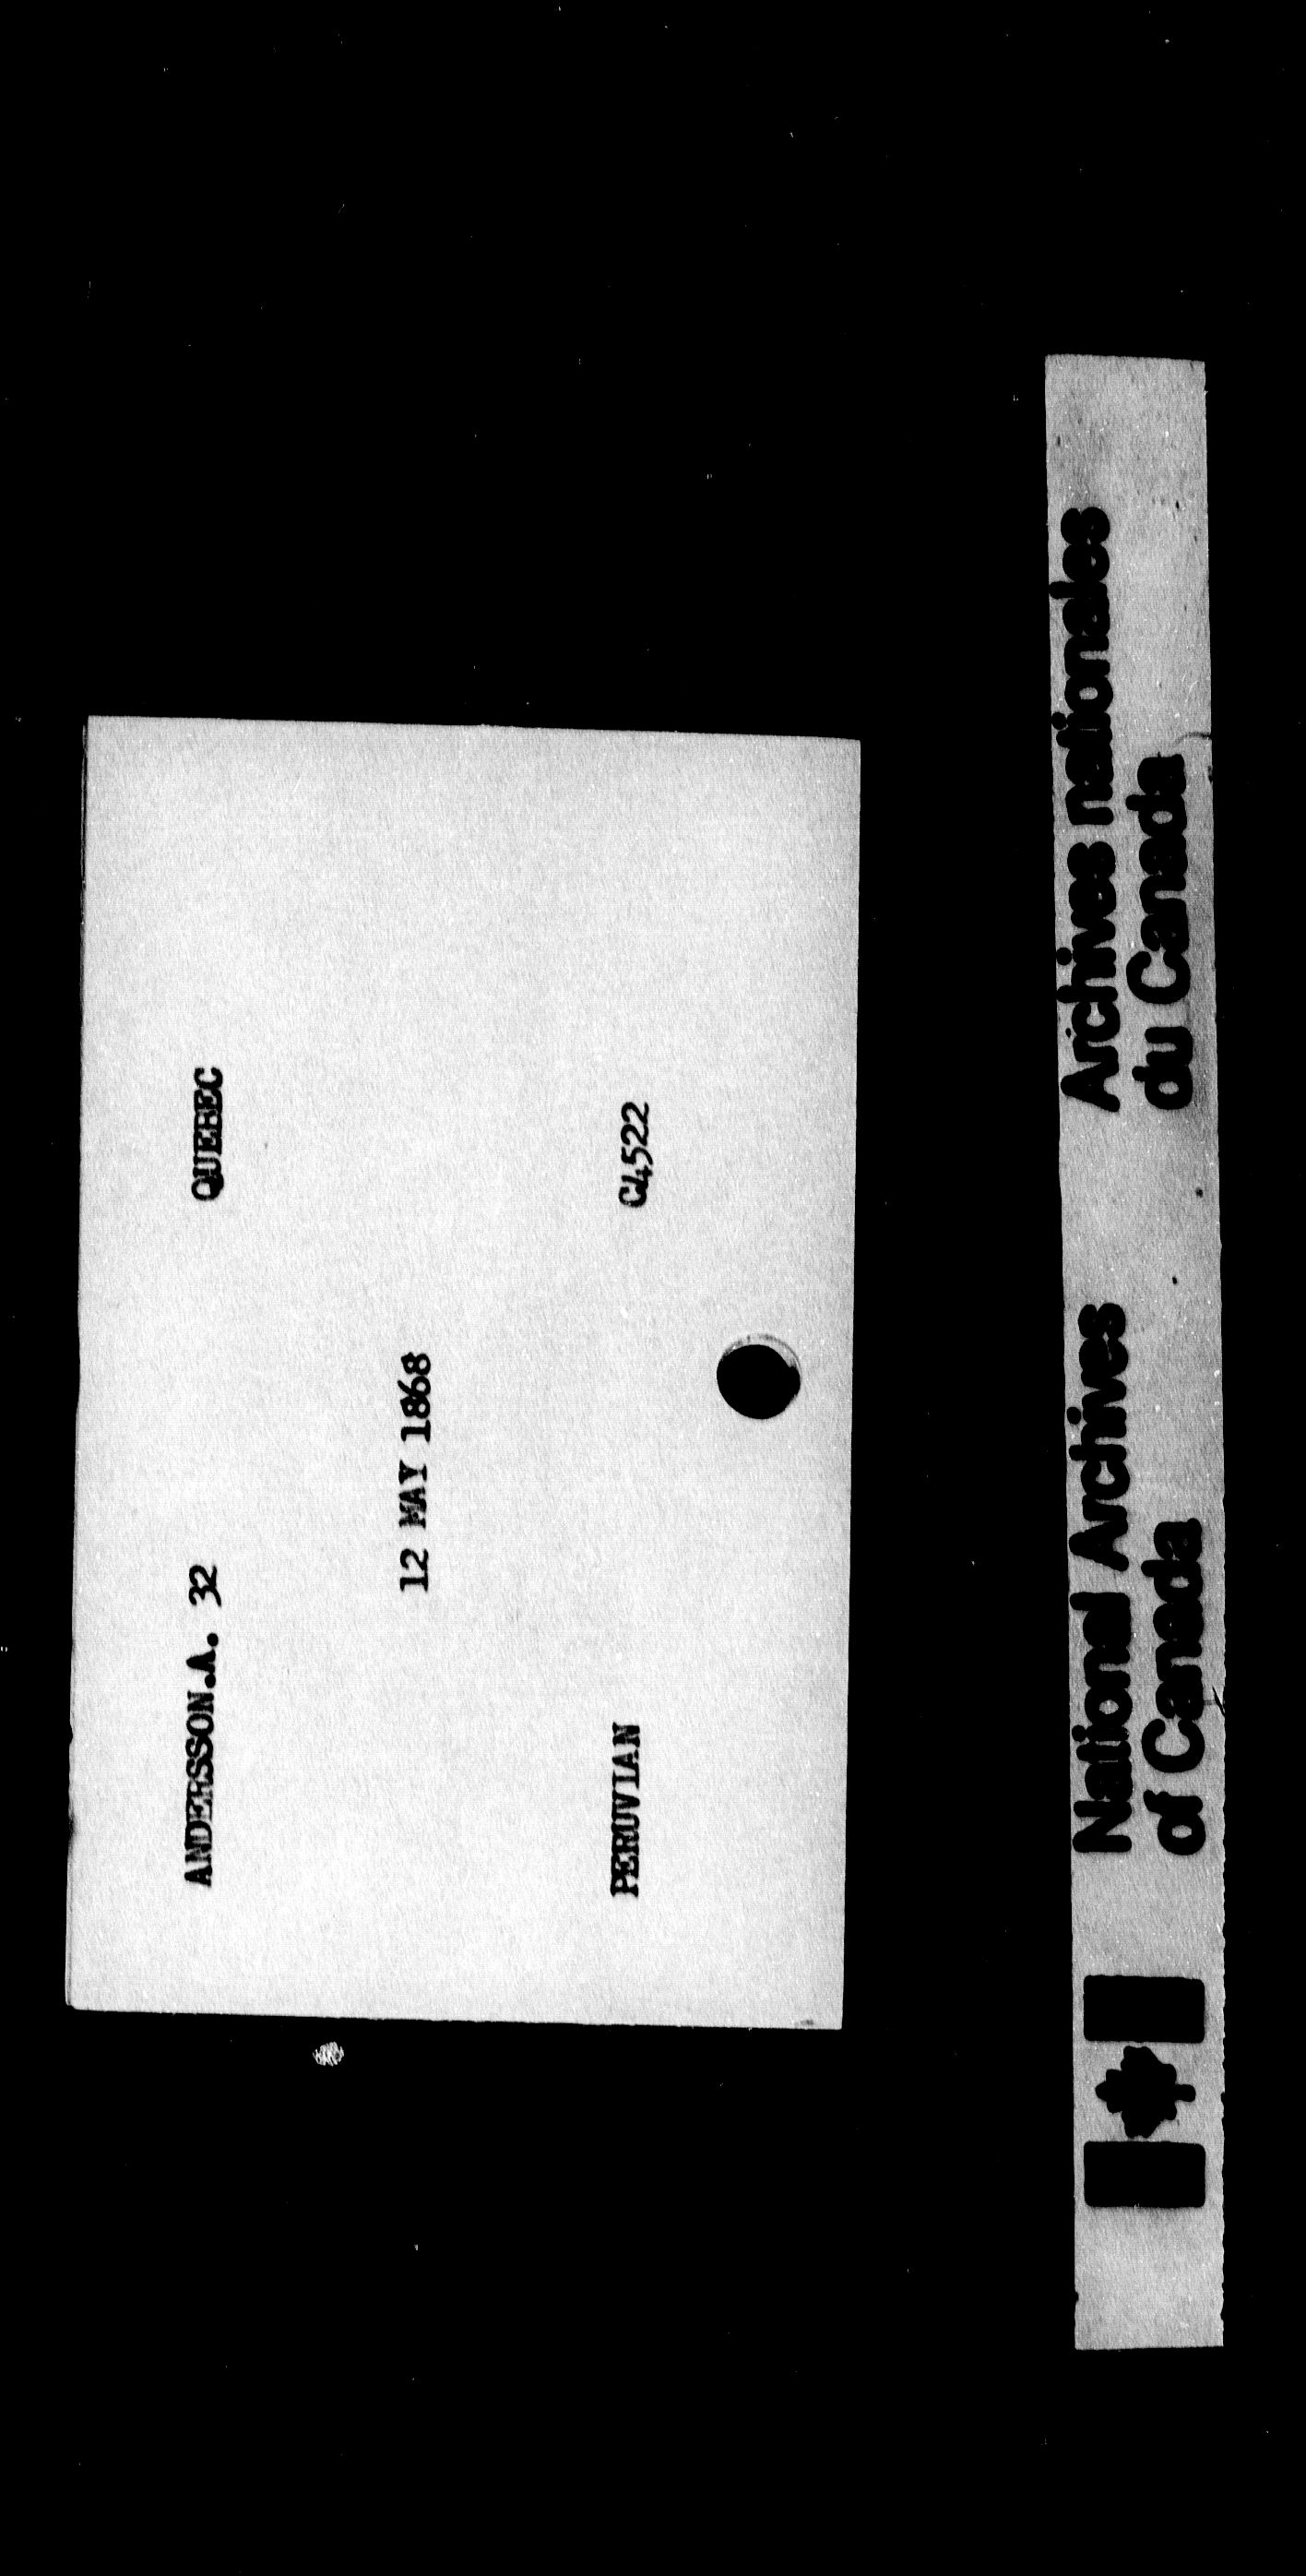 ANDERSSON.A. 32 QUEBEC
12 MAY 1868
PERUVIAN C4522
National Archives of Canada
Archives nationales du Canada